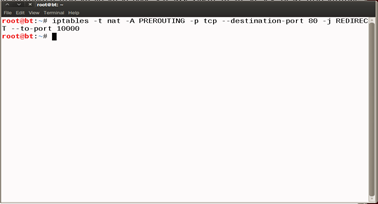 root@bt: ~
File Edit View Terminal Help
root@bt:~# iptables -t nat -A PREROUTING -p tcp --destination-port 80 -j REDIREC
T --to-port 10000
root@bt:~#